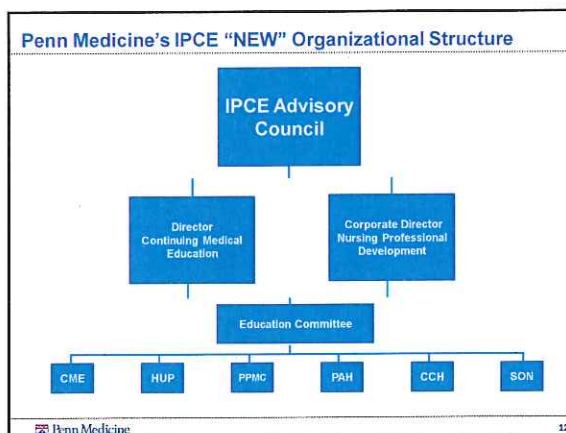 Penn Medicine's IPCE “NEW” Organizational Structure
IPCE Advisory
Council
Director
Continuing Medical
Education
Corporate Director
Nursing Professional
Development
Education Committee
CME
HUP
PPMC
PAH
CCH
SON
Penn Medicine
12